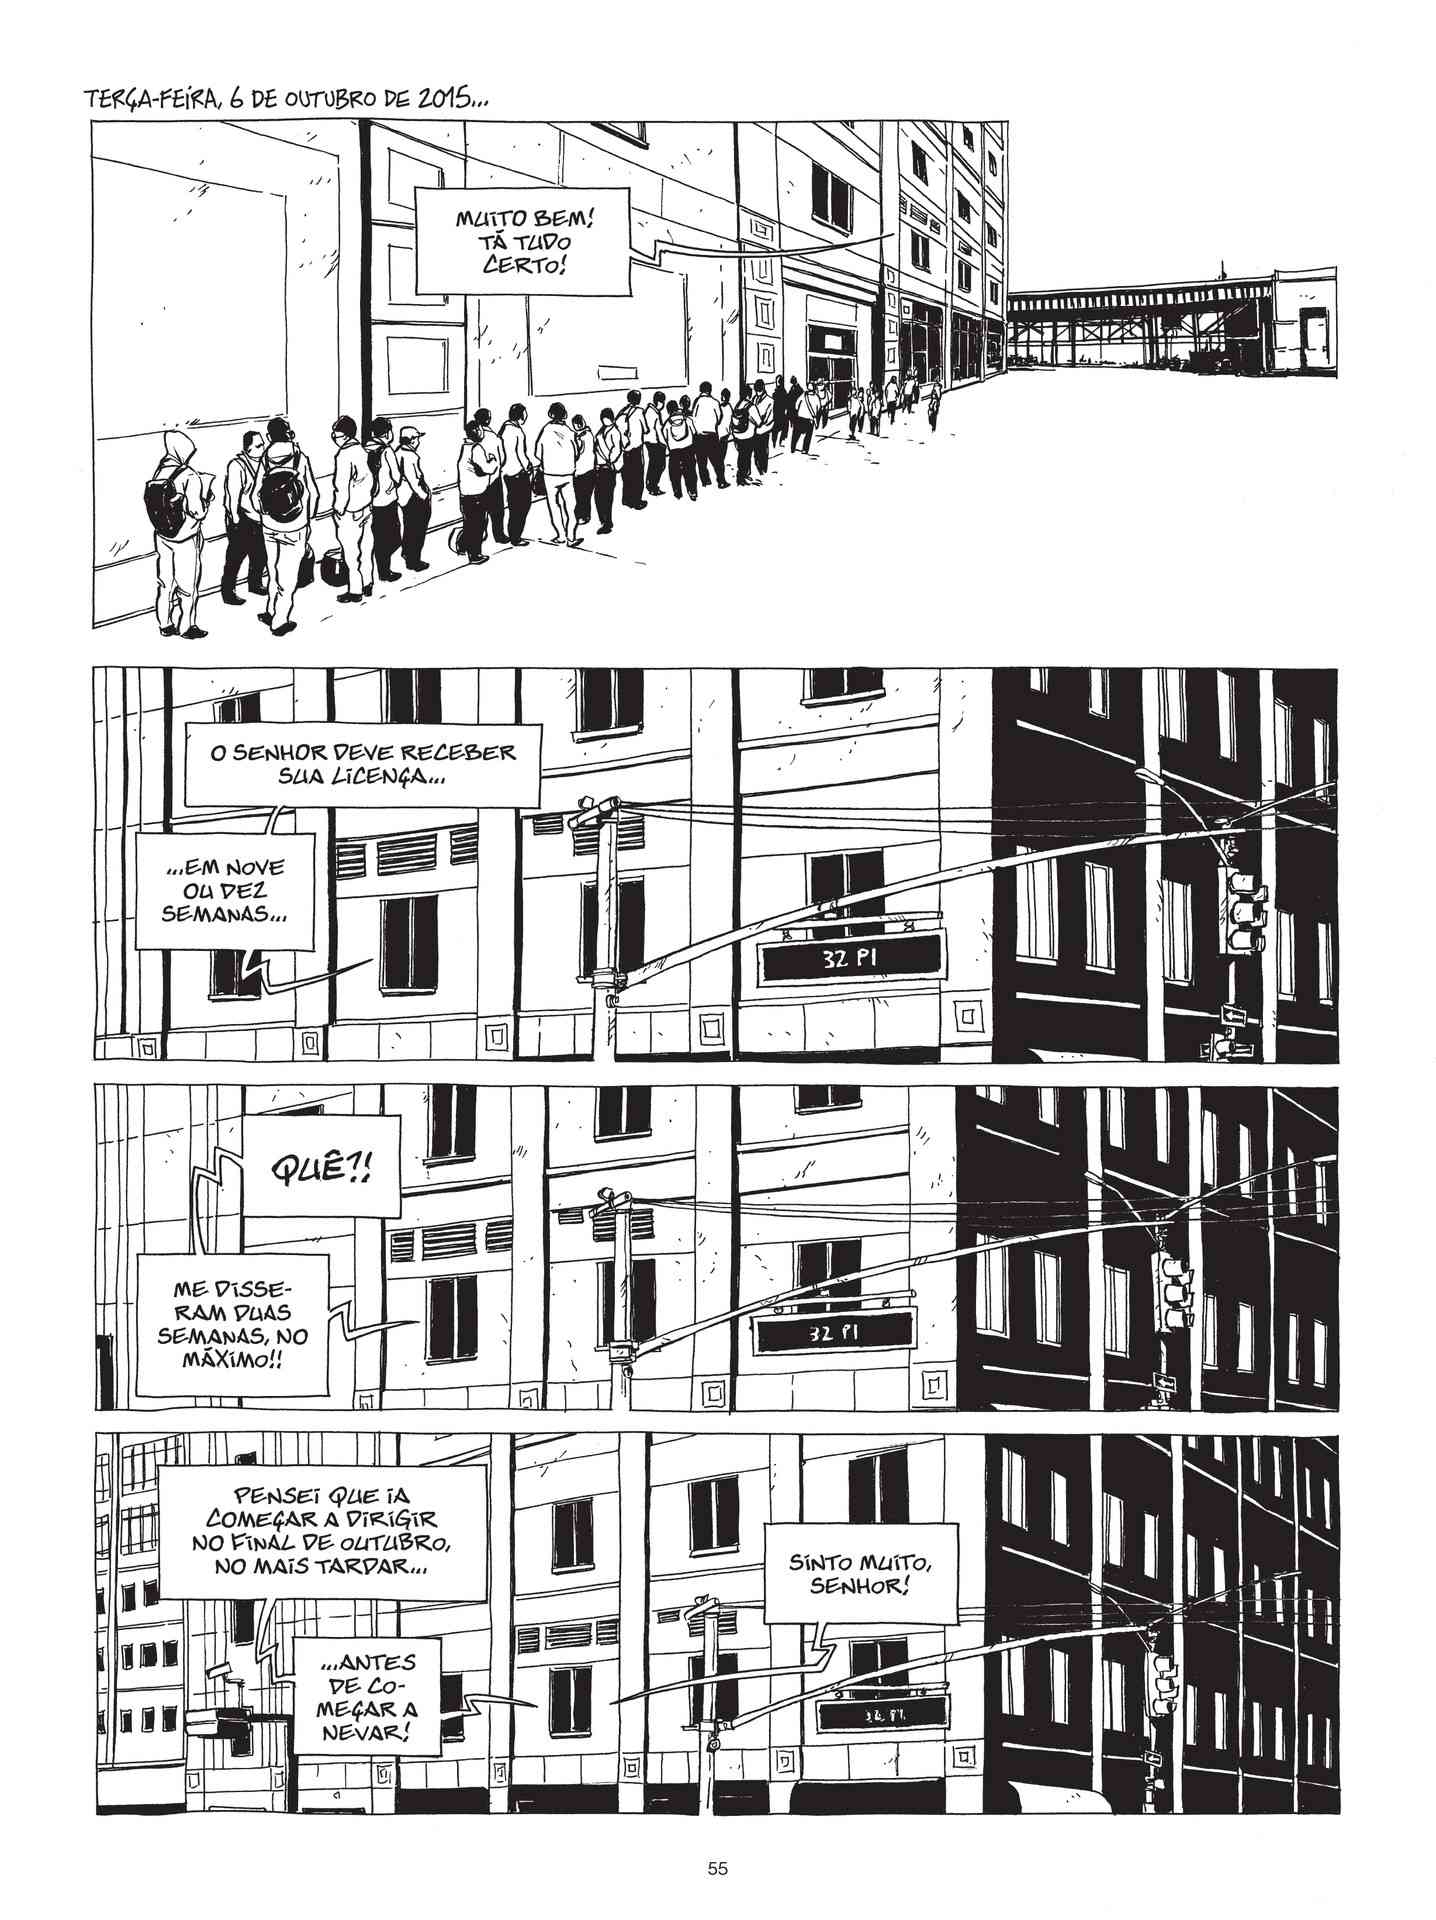 TERÇA-FEIRA, 6 DE OUTUBRO DE 2015...
MUITO BEM!
TÁ TUDO
CERTO!
O SENHOR DEVE RECEBER
SUA LICENÇA...
...EM NOVE
OU DEZ
SEMANAS...
32 Pl
QUÊ?!
ME DISSE-
RAM DUAS
SEMANAS, NO
MÁXIMO!!
32 Pl
PENSEI QUE IA
COMEÇAR A DIRIGIR
NO FINAL DE OUTUBRO,
NO MAIS TARDAR...
...ANTES
DE CO-
MEÇAR A
NEVAR!
SINTO MUITO,
SENHOR!
32 Pl
55